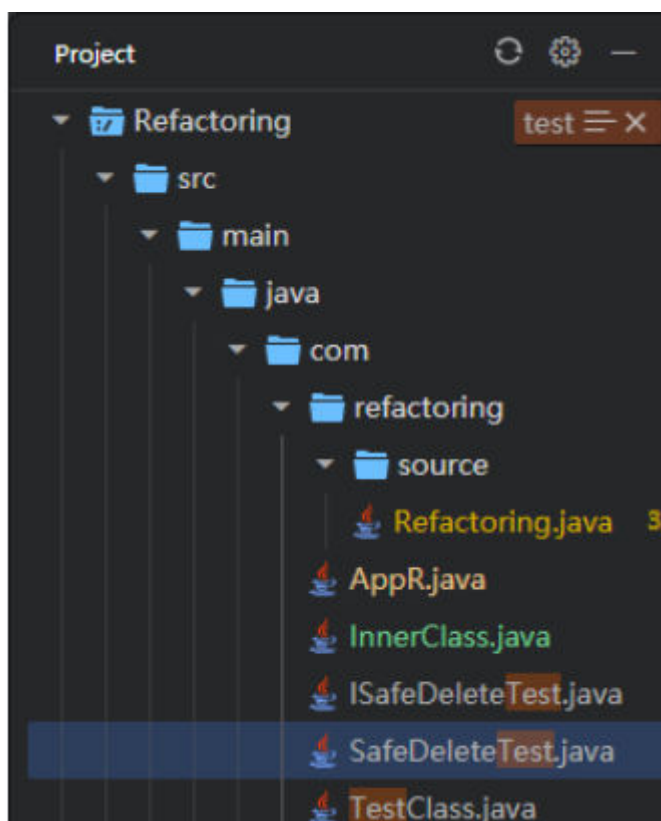 Project
Refactoring test
src
main
java
com
refactoring
source
Refactoring.java 3
AppR.java
InnerClass.java
ISafeDeleteTest.java
SafeDeleteTest.java
TestClass.java